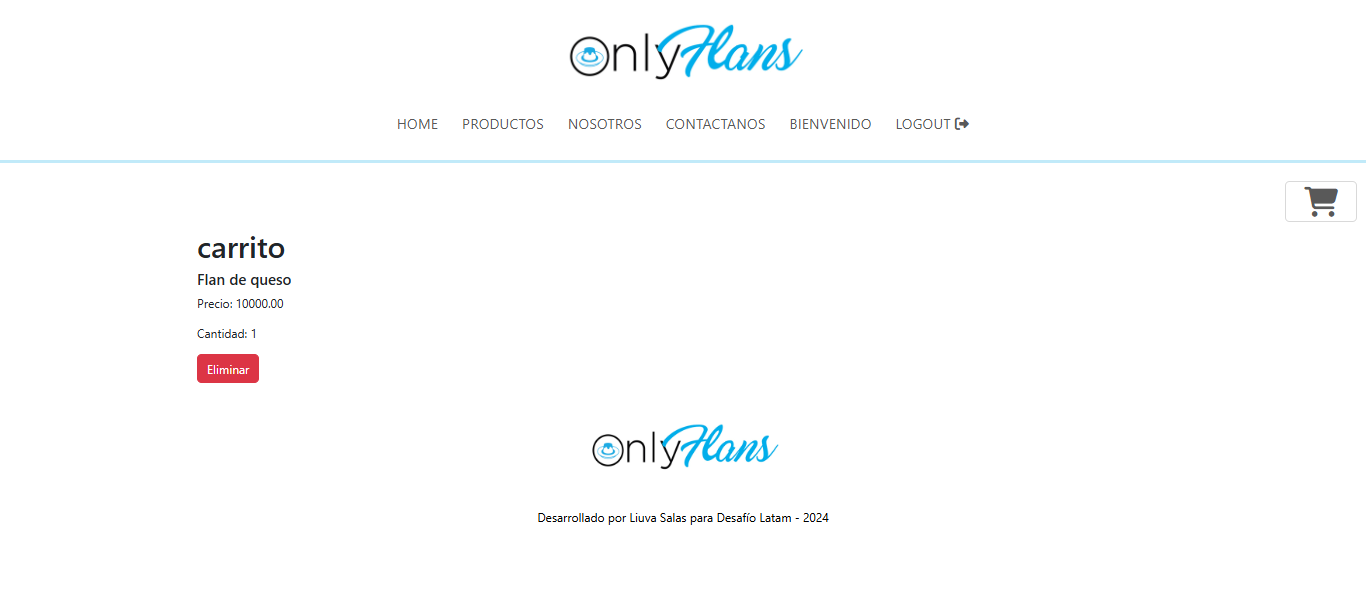 OnlyFlans
HOME PRODUCTOS NOSOTROS CONTACTANOS BIENVENIDO LOGOUT
carrito
Flan de queso
Precio: 10000.00
Cantidad: 1
Eliminar
OnlyFlans
Desarrollado por Liuva Salas para Desafío Latam - 2024